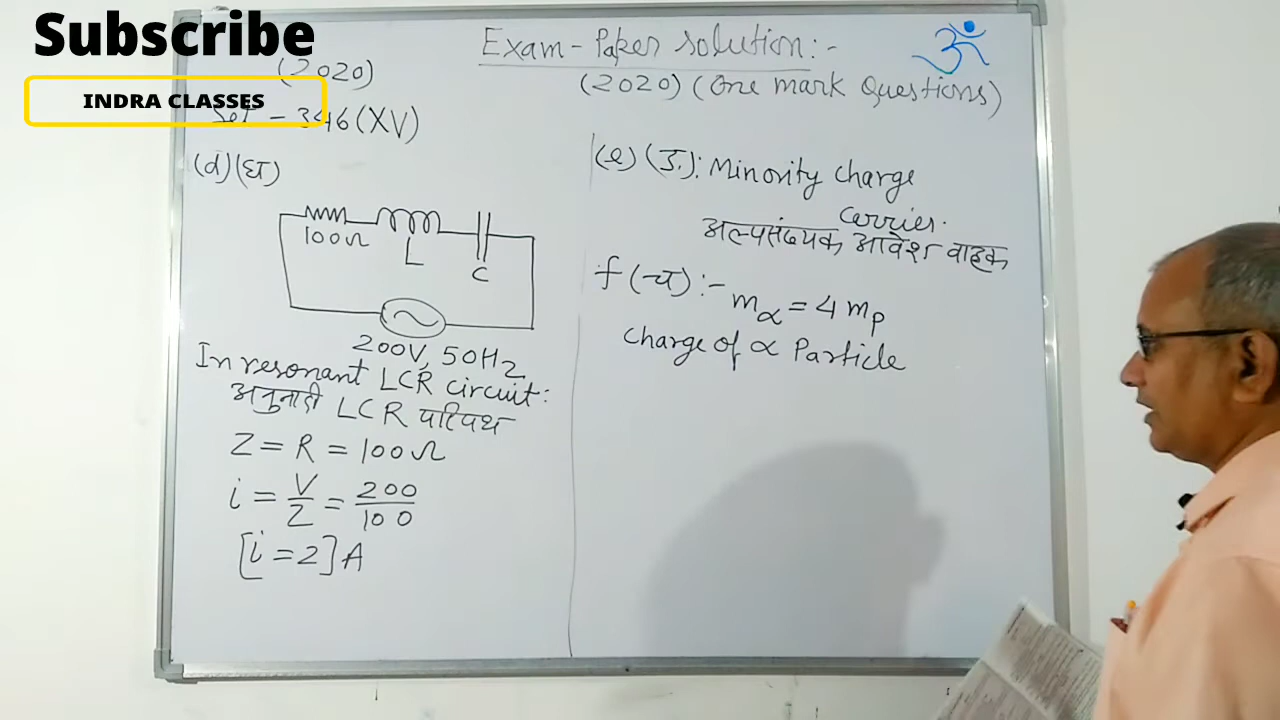 Subscribe
INDRA CLASSES
(2020)
Set - 346(XV)
Exam-Paper solution:-
(2020) (One mark Questions)
ॐ
(d)(घ)
100Ω
L
C
200V, 50Hz
In resonant LCR circuit:
अनुनादी LCR परिपथ
Z = R = 100Ω
i = V/Z = 200/100
[i = 2] A
(e) (ङ): Minority Charge
Carrier.
अल्पसंख्यक आवेश वाहक
f (च) :- mα = 4 mp
Charge of α Particle